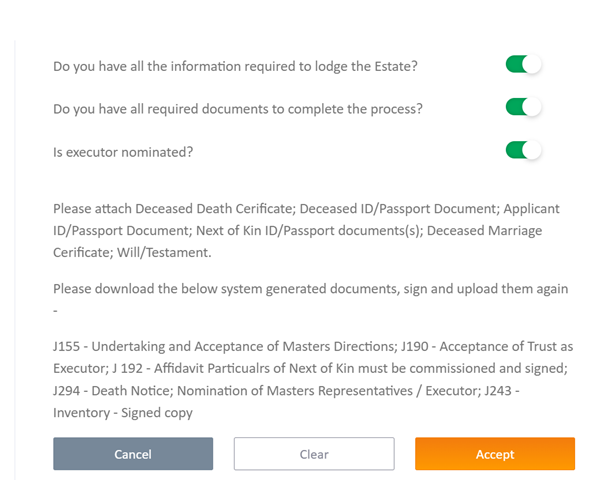 Do you have all the information required to lodge the Estate?
Do you have all required documents to complete the process?
Is executor nominated?
Please attach Deceased Death Cerificate; Deceased ID/Passport Document; Applicant
ID/Passport Document; Next of Kin ID/Passport documents(s); Deceased Marriage
Cerificate; Will/Testament.
Please download the below system generated documents, sign and upload them again
-
J155 - Undertaking and Acceptance of Masters Directions; J190 - Acceptance of Trust as
Executor; J 192 - Affidavit Particualrs of Next of Kin must be commissioned and signed;
J294 - Death Notice; Nomination of Masters Representatives / Executor; J243 -
Inventory - Signed copy
Cancel
Clear
Accept